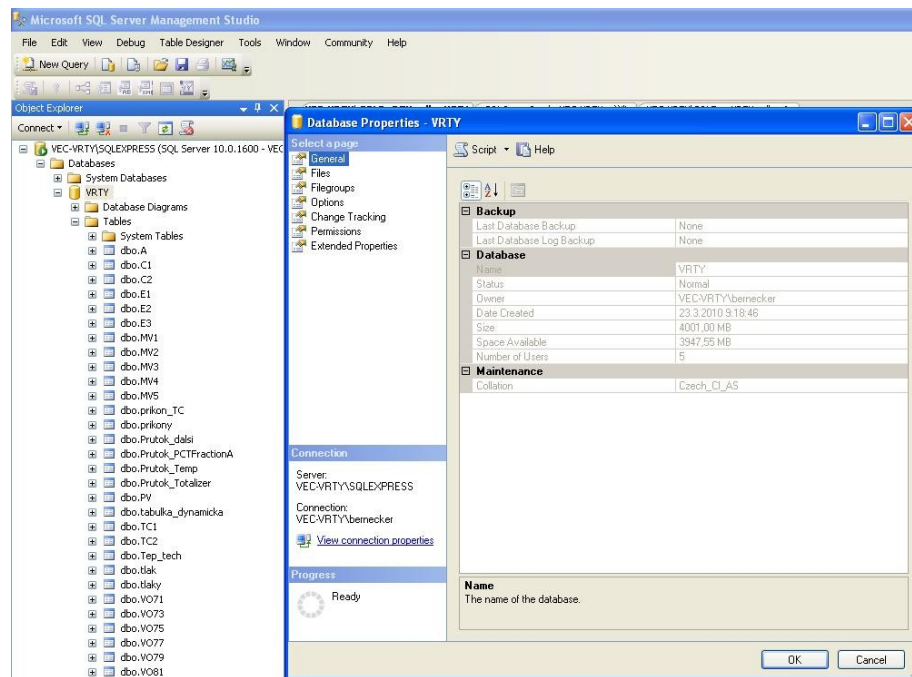 Microsoft SQL Server Management Studio
File Edit View Debug Table Designer Tools Window Community Help
New Query
Object Explorer
Connect
VEC-VRTY\SQLEXPRESS (SQL Server 10.0.1600 - VEC
Databases
System Databases
VRTY
Database Diagrams
Tables
System Tables
dbo.A
dbo.C1
dbo.C2
dbo.E1
dbo.E2
dbo.E3
dbo.MV1
dbo.MV2
dbo.MV3
dbo.MV4
dbo.MV5
dbo.prikon_TC
dbo.prikony
dbo.Prutok_dalsi
dbo.Prutok_PCTFractionA
dbo.Prutok_Temp
dbo.Prutok_Totalizer
dbo.PV
dbo.tabulka_dynamicka
dbo.TC1
dbo.TC2
dbo.Tep_tech
dbo.tlak
dbo.tlaky
dbo.VO71
dbo.VO73
dbo.VO75
dbo.VO77
dbo.VO79
dbo.VO81
Database Properties - VRTY
Select a page
General
Files
Filegroups
Options
Change Tracking
Permissions
Extended Properties
Connection
Server:
VEC-VRTY\SQLEXPRESS
Connection:
VEC-VRTY\bernecker
View connection properties
Progress
Ready
Script Help
Backup
Last Database Backup None
Last Database Log Backup None
Database
Name VRTY
Status Normal
Owner VEC-VRTY\bernecker
Date Created 23.3.2010 9:18:46
Size 4001,00 MB
Space Available 3947,55 MB
Number of Users 5
Maintenance
Collation Czech_CI_AS
Name
The name of the database.
OK Cancel